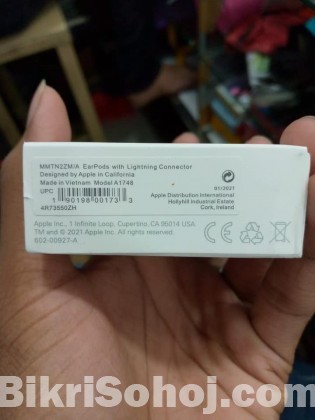 MMTN2ZM/A EarPods with Lightning Connector
Designed by Apple in California
Made in Vietnam Model A1748
UPC
1 90198 00173 3
4R73550ZH
01/2021
Apple Distribution International
Hollyhill Industrial Estate
Cork, Ireland
Apple Inc., 1 Infinite Loop, Cupertino, CA 95014 USA
TM and © 2021 Apple Inc. All rights reserved.
602-00827-A
CE
BikriSohoj.com